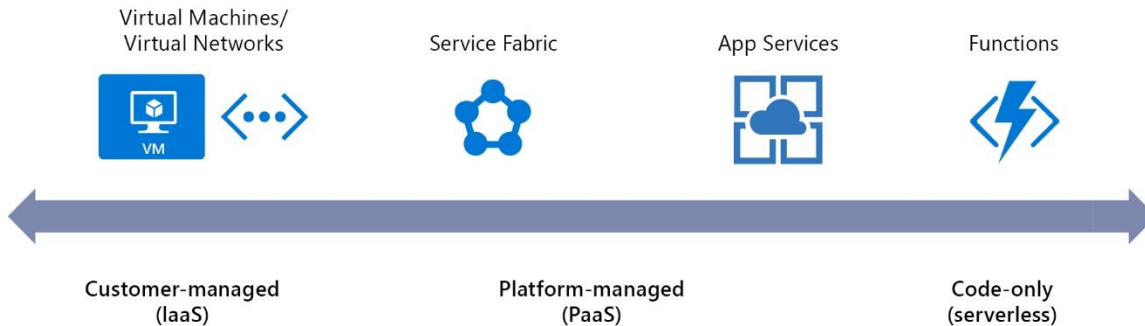 Virtual Machines/
Virtual Networks
Service Fabric
App Services
Functions
VM
Customer-managed
(IaaS)
Platform-managed
(PaaS)
Code-only
(serverless)